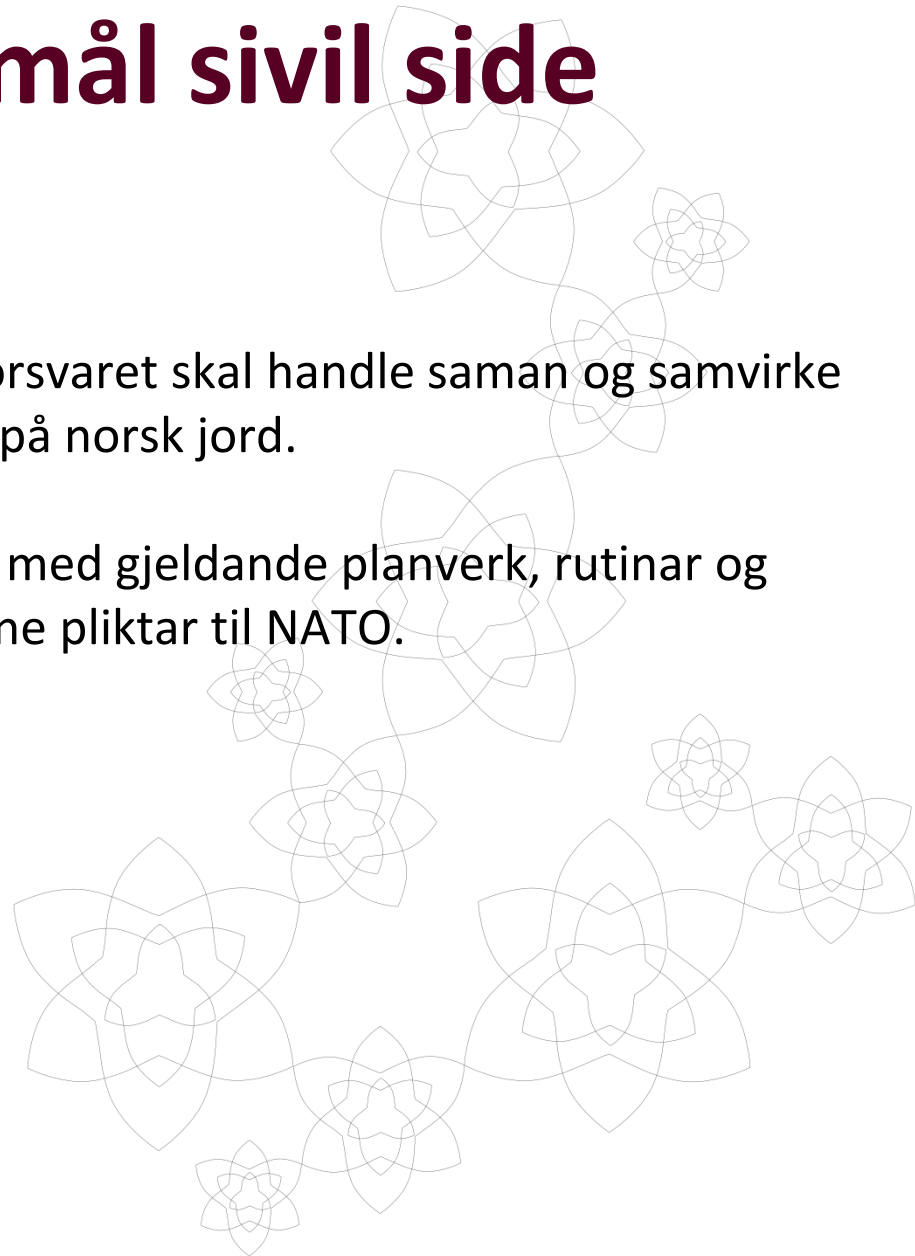 mål sivil side
orsvaret skal handle saman og samvirke
på norsk jord.
med gjeldande planverk, rutinar og
ne pliktar til NATO.